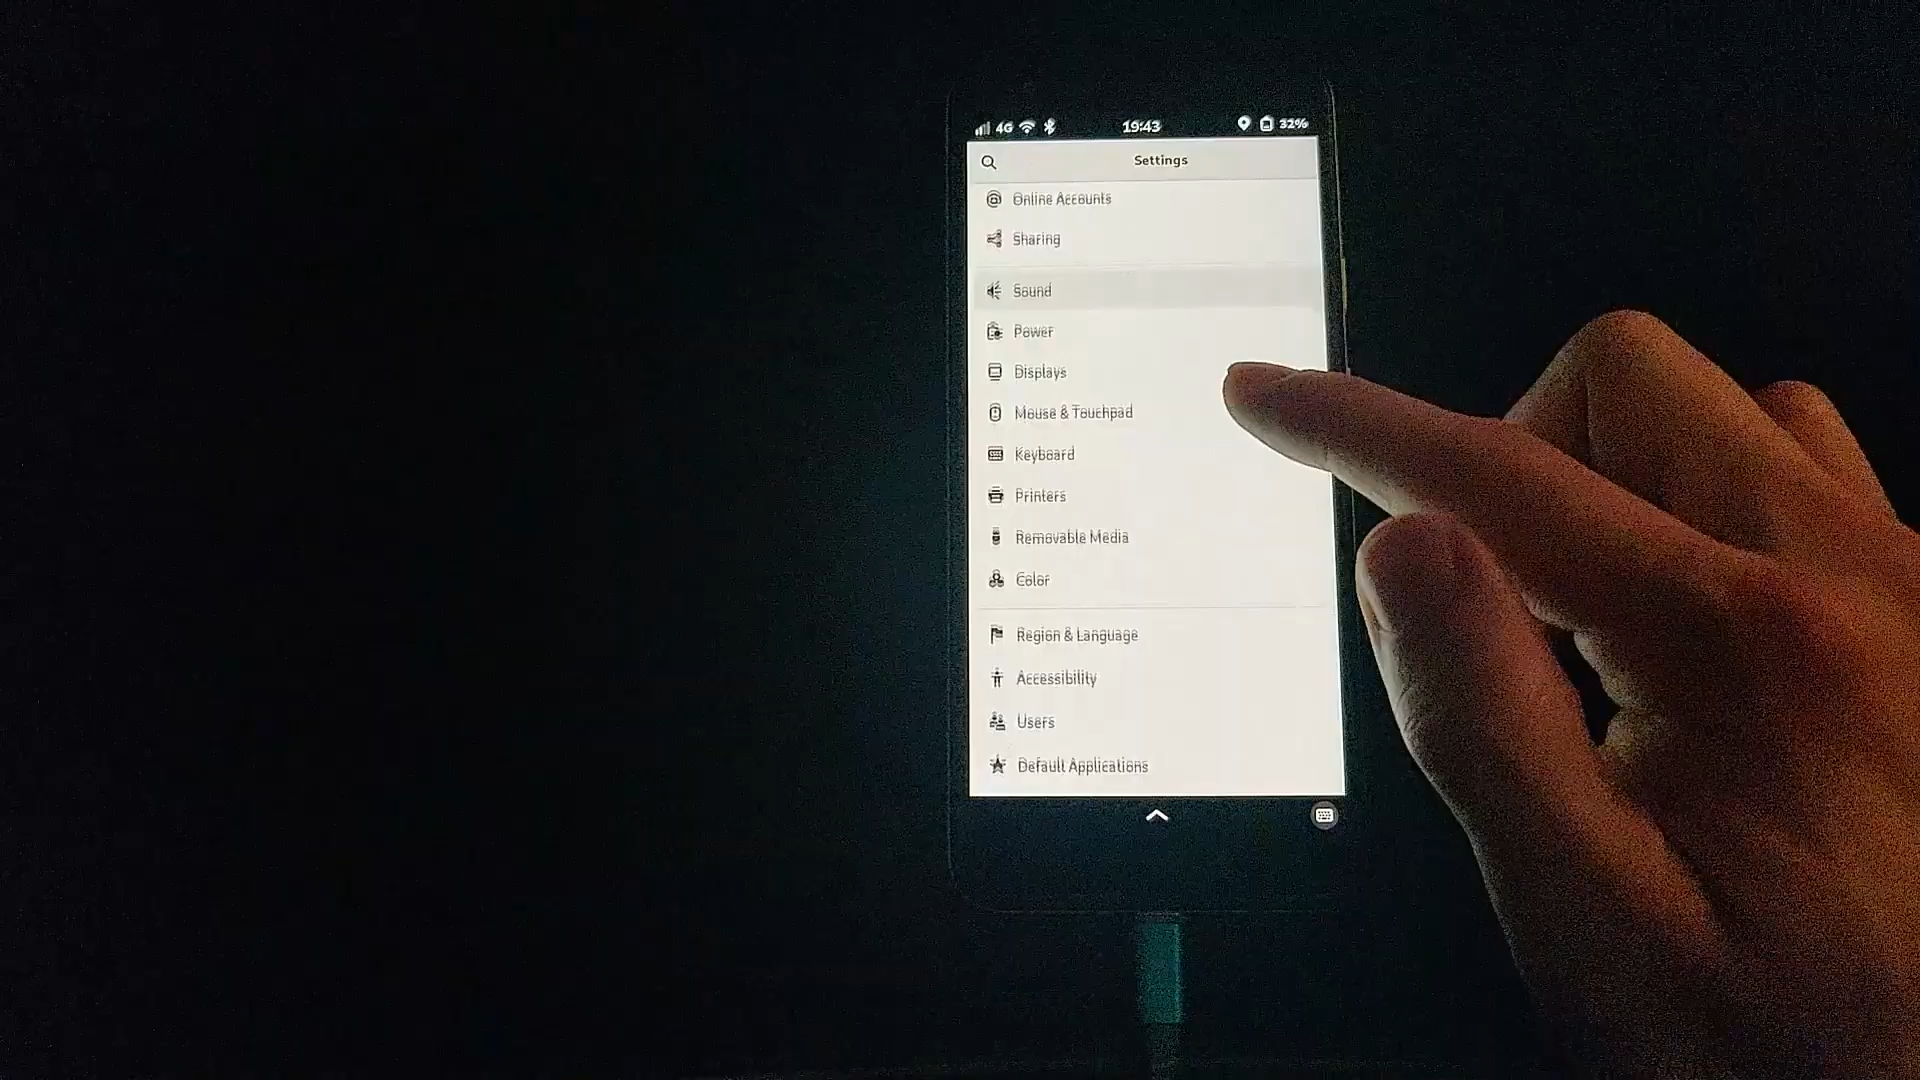 4G 19:43 32%
Settings
Online Accounts
Sharing
Sound
Power
Displays
Mouse & Touchpad
Keyboard
Printers
Removable Media
Color
Region & Language
Accessibility
Users
Default Applications